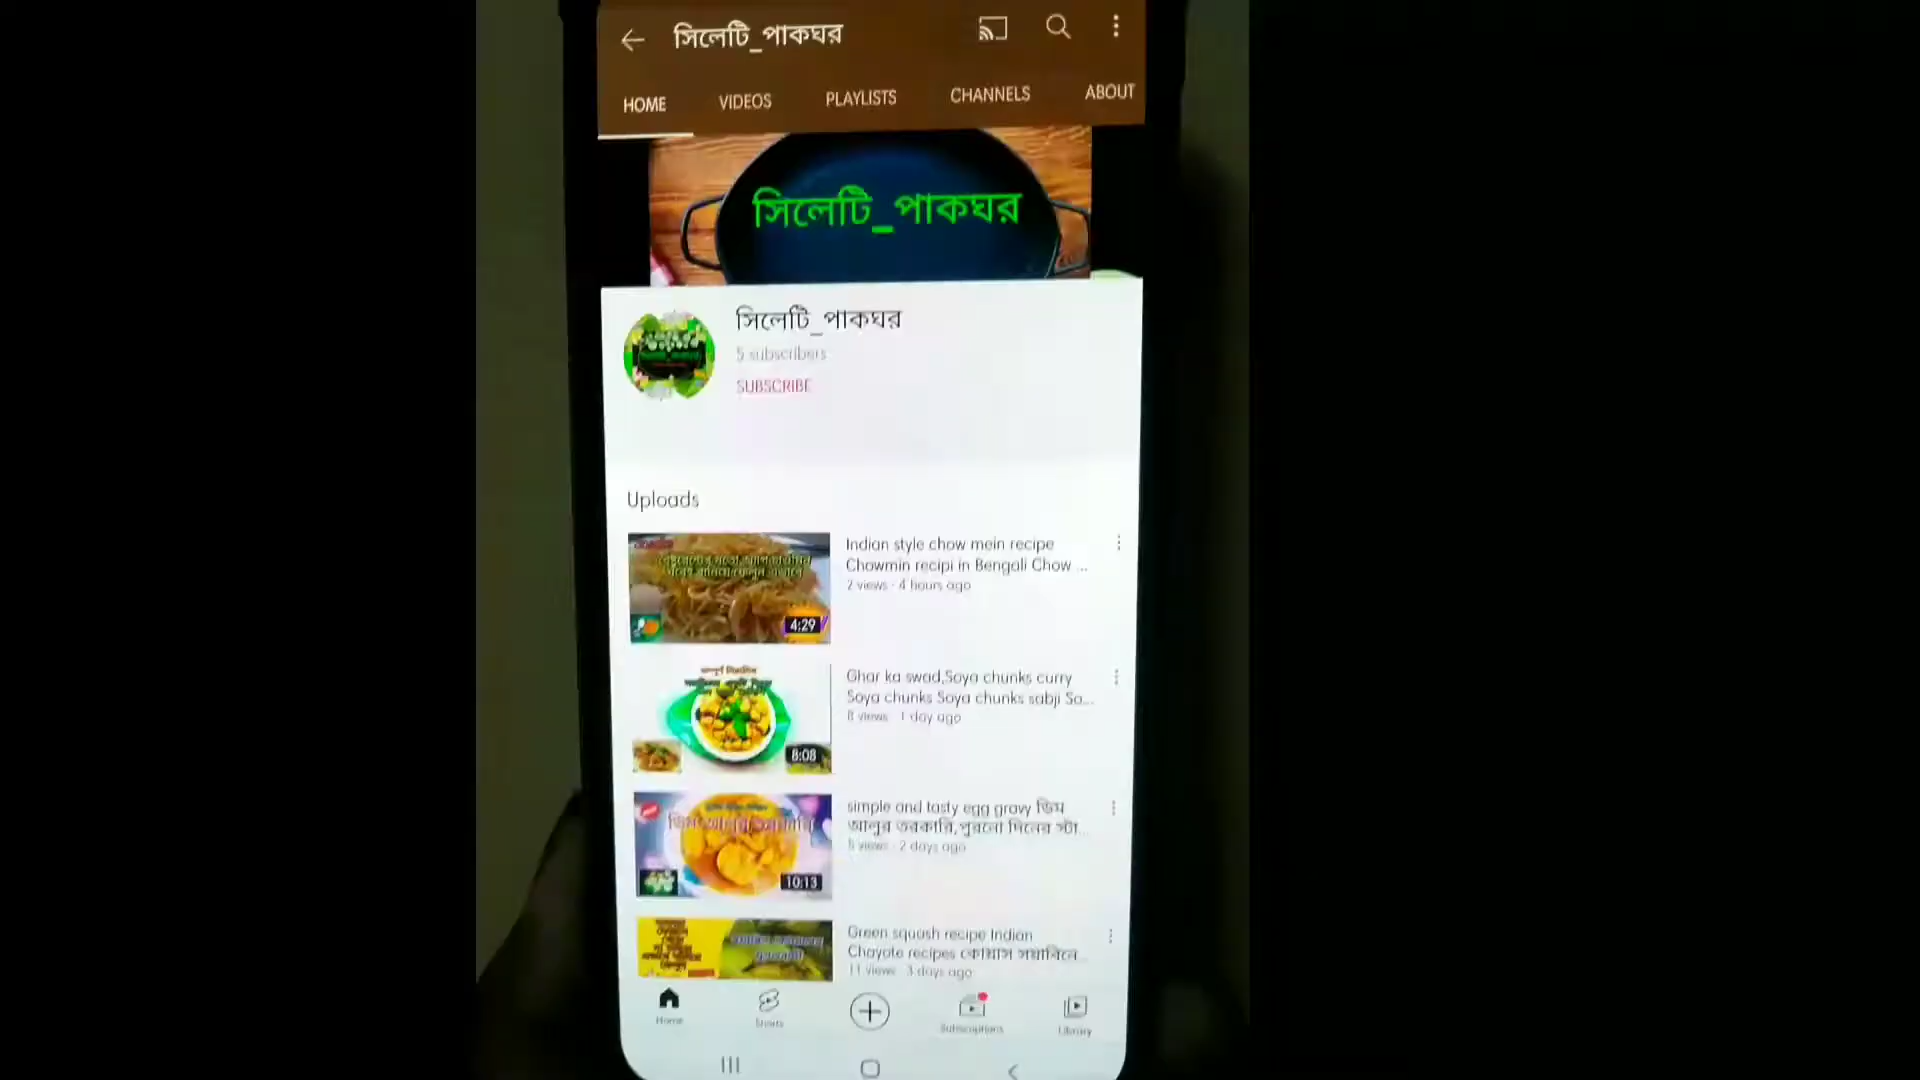 সিলেটি_পাকঘর
HOME VIDEOS PLAYLISTS CHANNELS ABOUT
সিলেটি_পাকঘর
সিলেটি_পাকঘর
5 subscribers
SUBSCRIBE
Uploads
Indian style chow mein recipe
Chowmin recipi in Bengali Chow ...
2 views · 4 hours ago
4:29
Ghar ka swad,Soya chunks curry
Soya chunks Soya chunks sabji So...
8 views · 1 day ago
8:08
simple and tasty egg gravy ডিম
আলুর তরকারি,পুরনো দিনের স্টা...
5 views · 2 days ago
10:13
Green squash recipe Indian
Chayote recipes
11 views · 3 days ago
Home Shorts Subscriptions Library